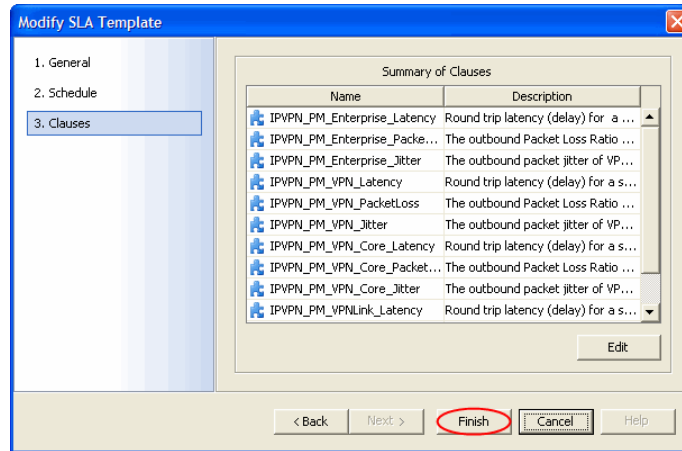 Modify SLA Template
1. General
2. Schedule
3. Clauses
Summary of Clauses
Name Description
IPVPN_PM_Enterprise_Latency Round trip latency (delay) for a ...
IPVPN_PM_Enterprise_Packe... The outbound Packet Loss Ratio ...
IPVPN_PM_Enterprise_Jitter The outbound packet jitter of VP...
IPVPN_PM_VPN_Latency Round trip latency (delay) for a s...
IPVPN_PM_VPN_PacketLoss The outbound Packet Loss Ratio ...
IPVPN_PM_VPN_Jitter The outbound packet jitter of VP...
IPVPN_PM_VPN_Core_Latency Round trip latency (delay) for a s...
IPVPN_PM_VPN_Core_Packet... The outbound Packet Loss Ratio ...
IPVPN_PM_VPN_Core_Jitter The outbound packet jitter of VP...
IPVPN_PM_VPNLink_Latency Round trip latency (delay) for a s...
Edit
< Back Next > Finish Cancel Help